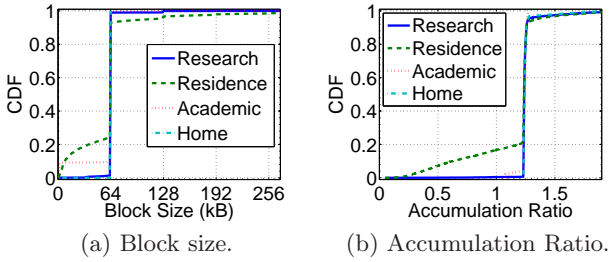 1
0.8
0.6
0.4
0.2
0
CDF
0 64 128 192 256
Block Size (kB)
Research
Residence
Academic
Home
(a) Block size.
1
0.8
0.6
0.4
0.2
0
CDF
0 0.5 1 1.5
Accumulation Ratio
Research
Residence
Academic
Home
(b) Accumulation Ratio.